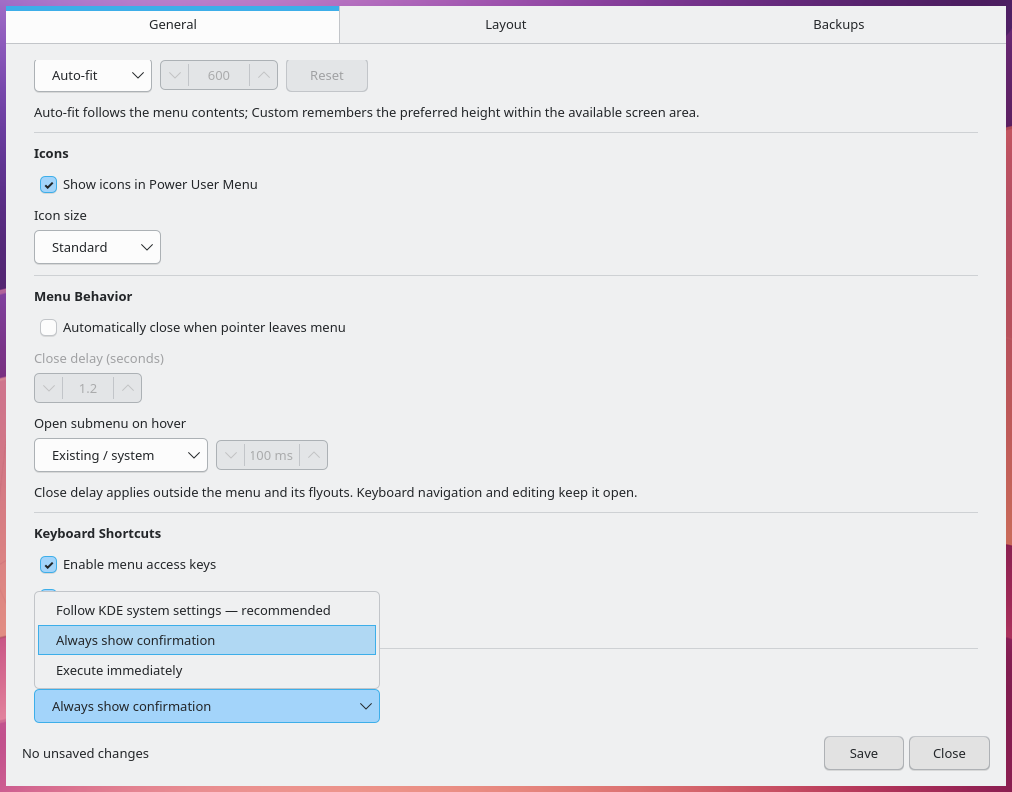 General
Layout
Backups
Auto-fit
600
Reset
Auto-fit follows the menu contents; Custom remembers the preferred height within the available screen area.
Icons
Show icons in Power User Menu
Icon size
Standard
Menu Behavior
Automatically close when pointer leaves menu
Close delay (seconds)
1.2
Open submenu on hover
Existing / system
100 ms
Close delay applies outside the menu and its flyouts. Keyboard navigation and editing keep it open.
Keyboard Shortcuts
Enable menu access keys
Follow KDE system settings — recommended
Always show confirmation
Execute immediately
Always show confirmation
No unsaved changes
Save
Close